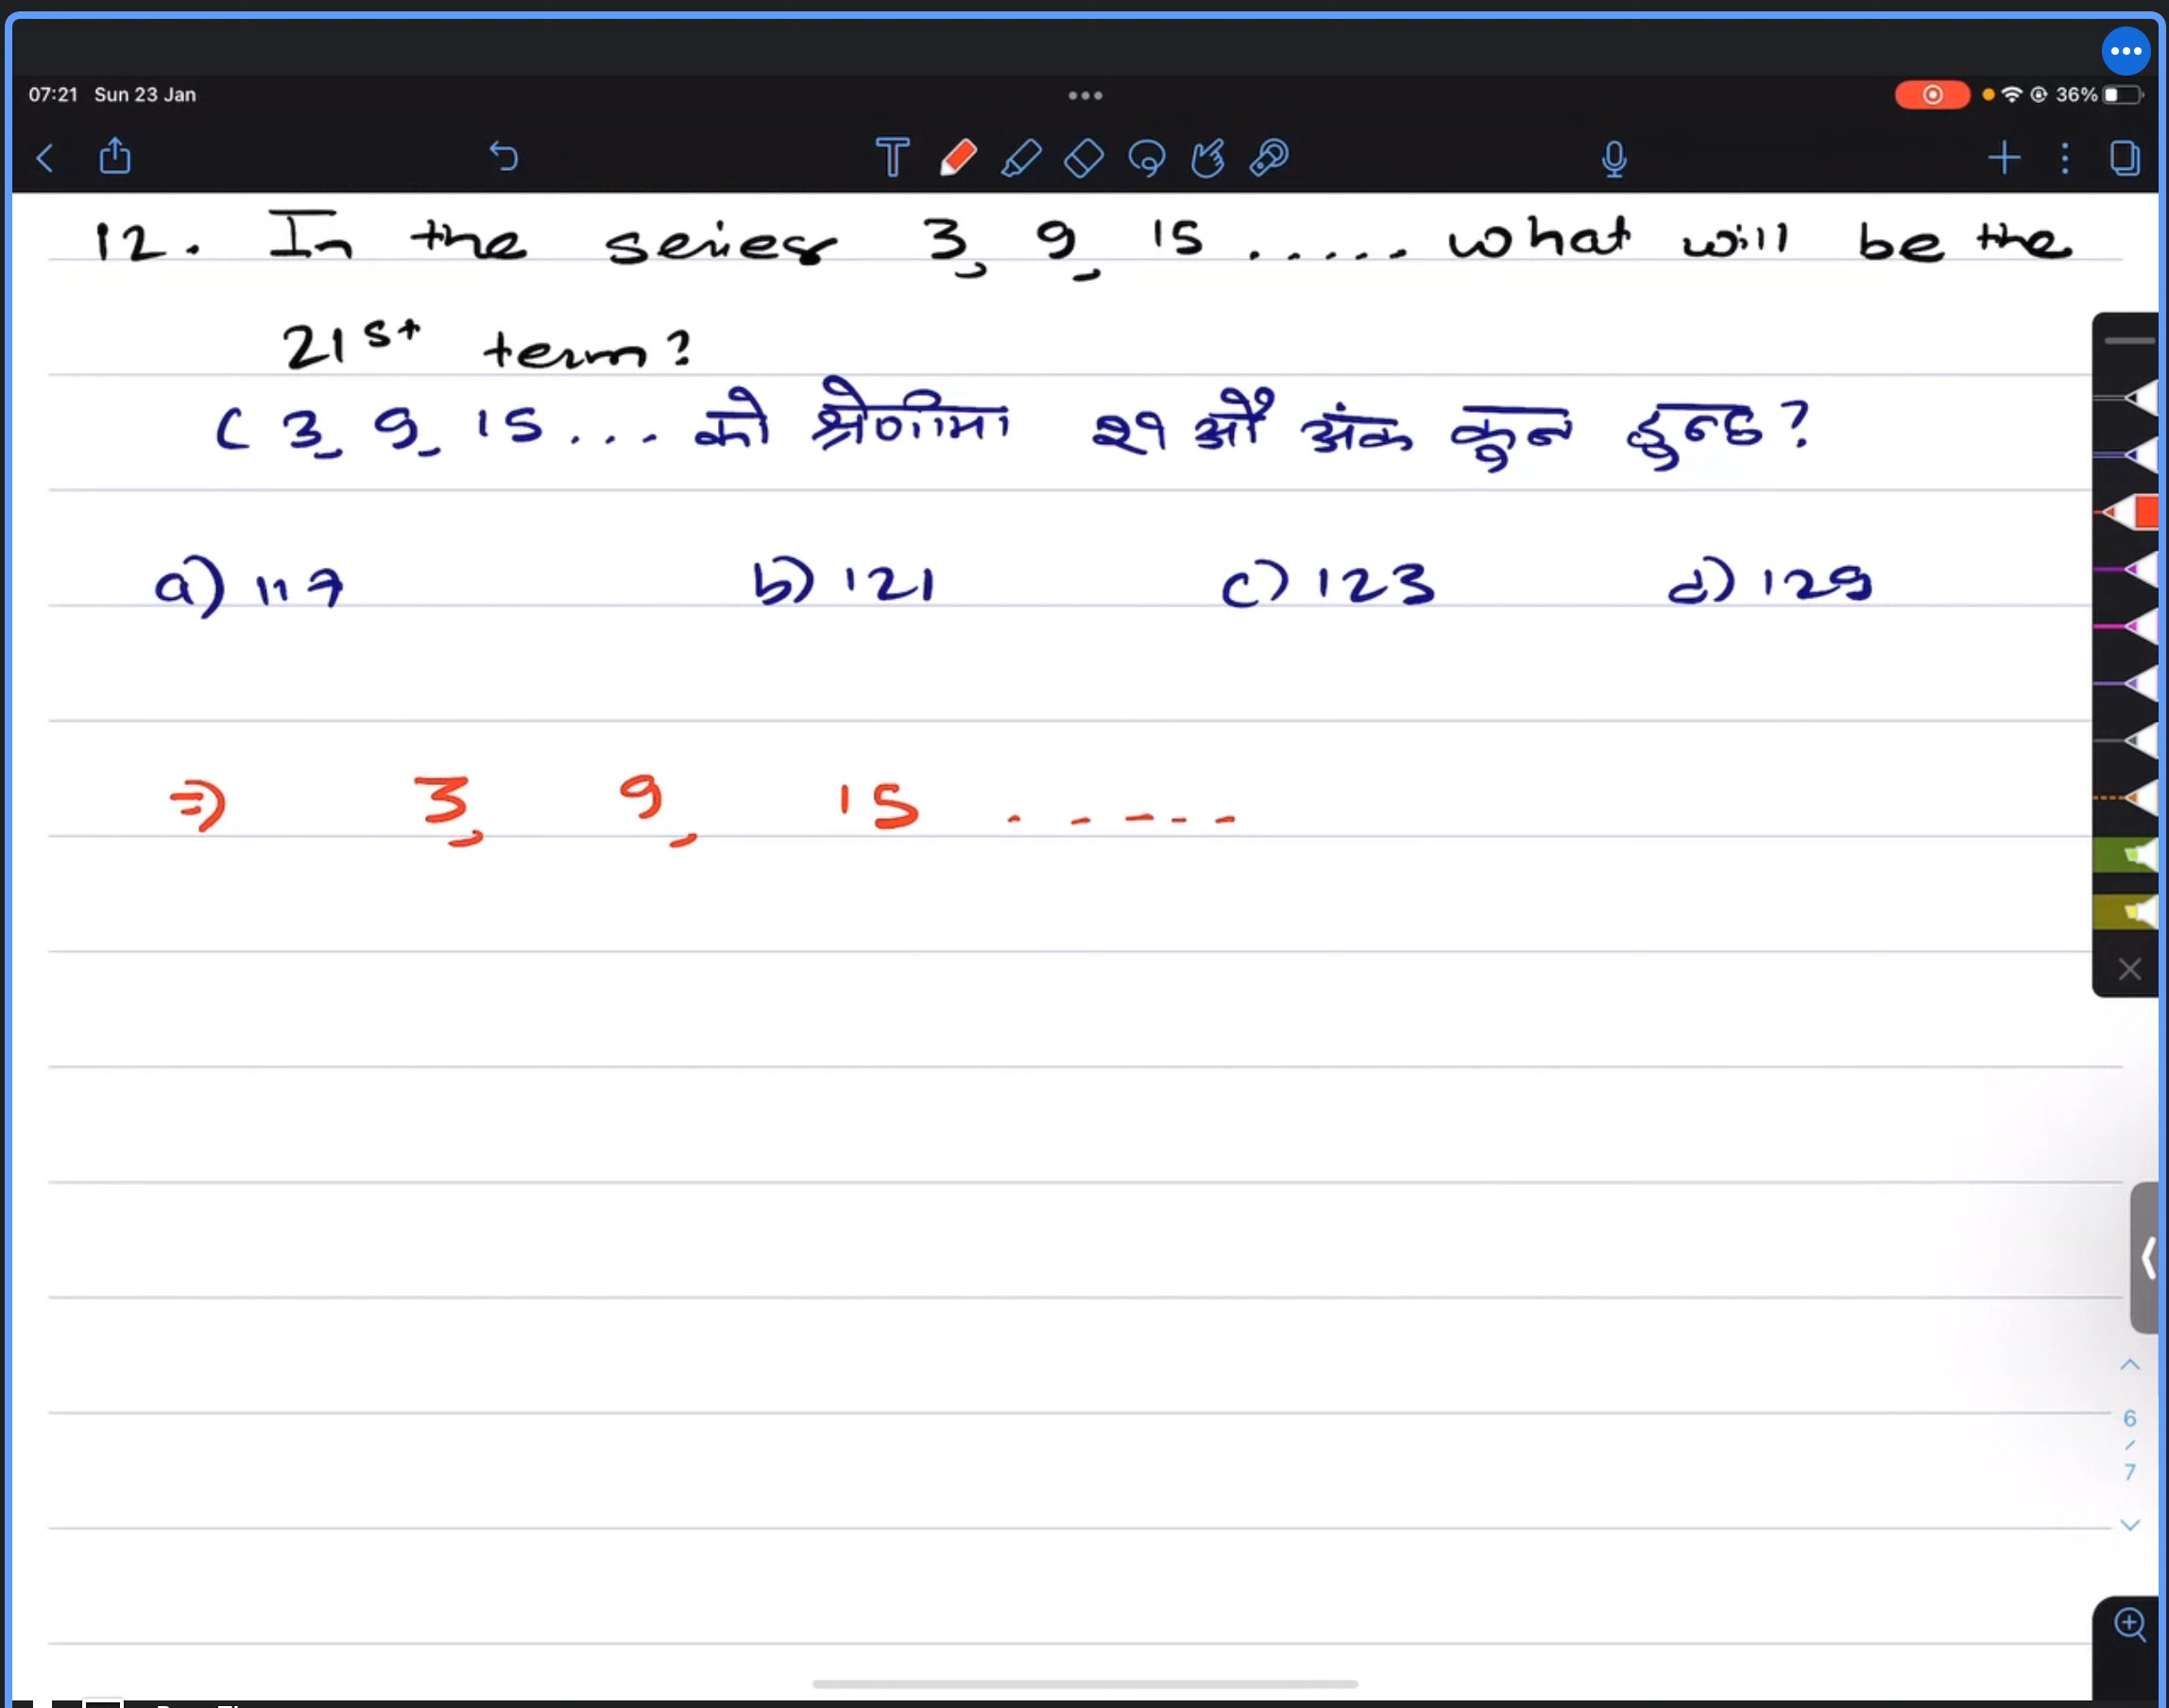 07:21 Sun 23 Jan
36%
12. In the series 3, 9, 15 ..... what will be the
21st term?
( 3, 9, 15 ... को श्रेणीमा २१ औं अंक कुन हुन्छ ?
a) 117 b) 121 c) 123 d) 129
⇒ 3, 9, 15 .....
6
/
7